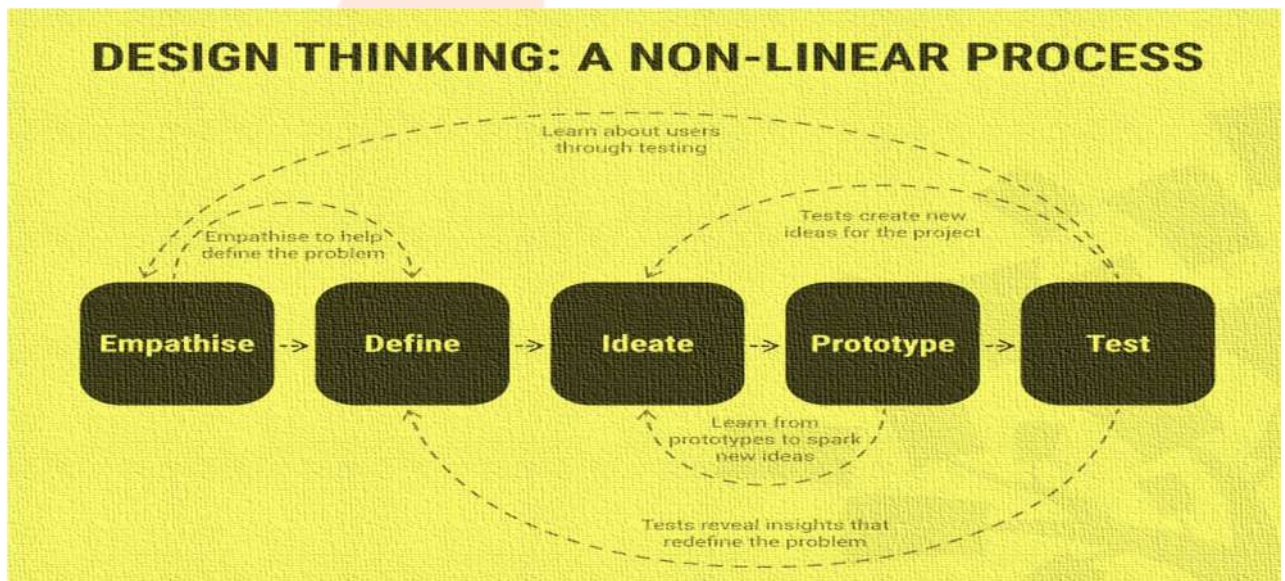 DESIGN THINKING: A NON-LINEAR PROCESS
Learn about users
through testing
Tests create new
ideas for the project
Empathise to help
define the problem
Empathise
Define
Ideate
Prototype
Test
Learn from
prototypes to spark
new ideas
Tests reveal insights that
redefine the problem